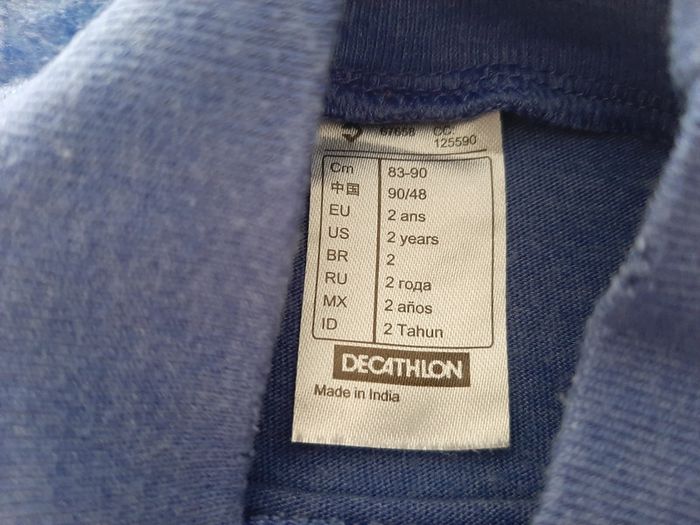 67658 CC:
125590
Cm 83-90
中国 90/48
EU 2 ans
US 2 years
BR 2
RU 2 года
MX 2 años
ID 2 Tahun
DECATHLON
Made in India